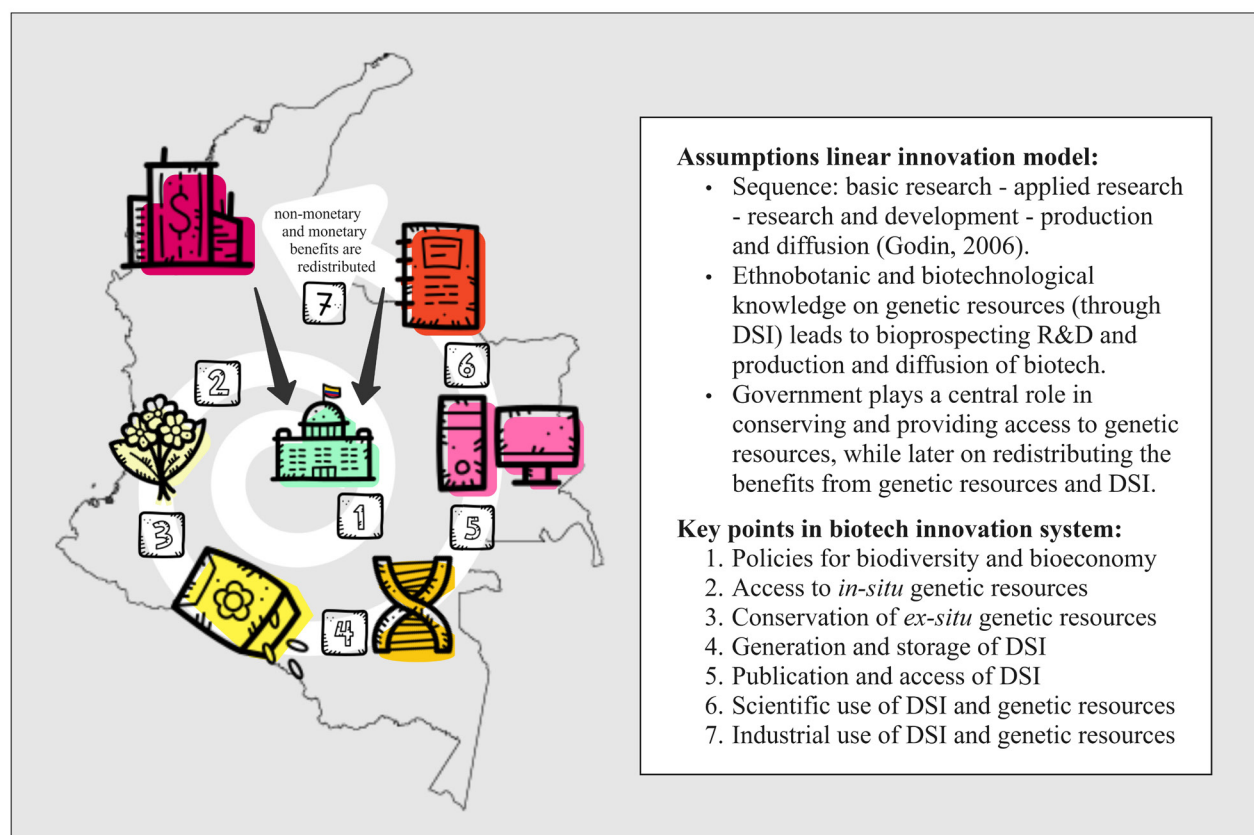 non-monetary
and monetary
benefits are
redistributed
7
2
6
1
3
5
4
$
Assumptions linear innovation model:
• Sequence: basic research - applied research
- research and development - production
and diffusion (Godin, 2006).
• Ethnobotanic and biotechnological
knowledge on genetic resources (through
DSI) leads to bioprospecting R&D and
production and diffusion of biotech.
• Government plays a central role in
conserving and providing access to genetic
resources, while later on redistributing the
benefits from genetic resources and DSI.
Key points in biotech innovation system:
1. Policies for biodiversity and bioeconomy
2. Access to in-situ genetic resources
3. Conservation of ex-situ genetic resources
4. Generation and storage of DSI
5. Publication and access of DSI
6. Scientific use of DSI and genetic resources
7. Industrial use of DSI and genetic resources